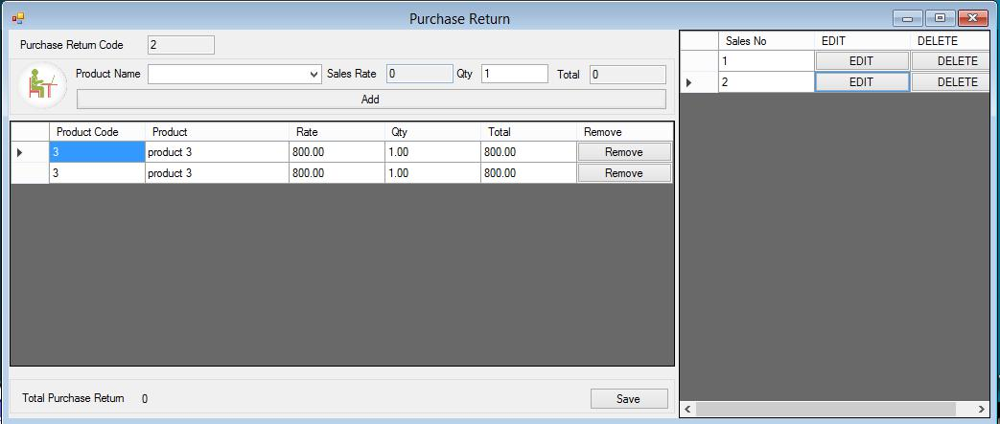 Purchase Return
Purchase Return Code 2
Product Name Sales Rate 0 Qty 1 Total 0
Add
Product Code Product Rate Qty Total Remove
3 product 3 800.00 1.00 800.00 Remove
3 product 3 800.00 1.00 800.00 Remove
Total Purchase Return 0 Save
Sales No EDIT DELETE
1 EDIT DELETE
2 EDIT DELETE